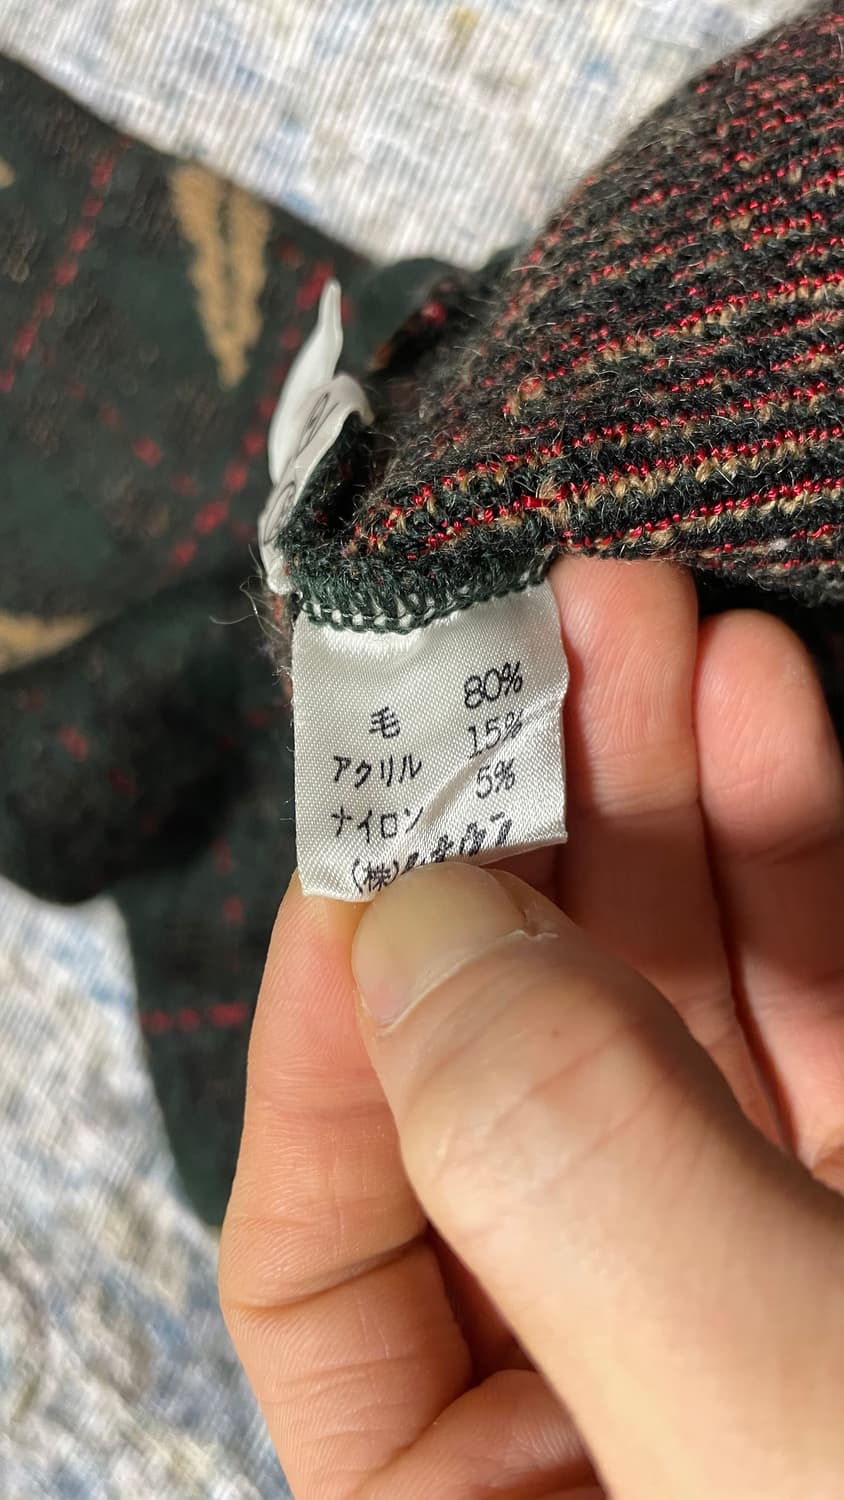 毛 80%
アクリル 15%
ナイロン 5%
(株)